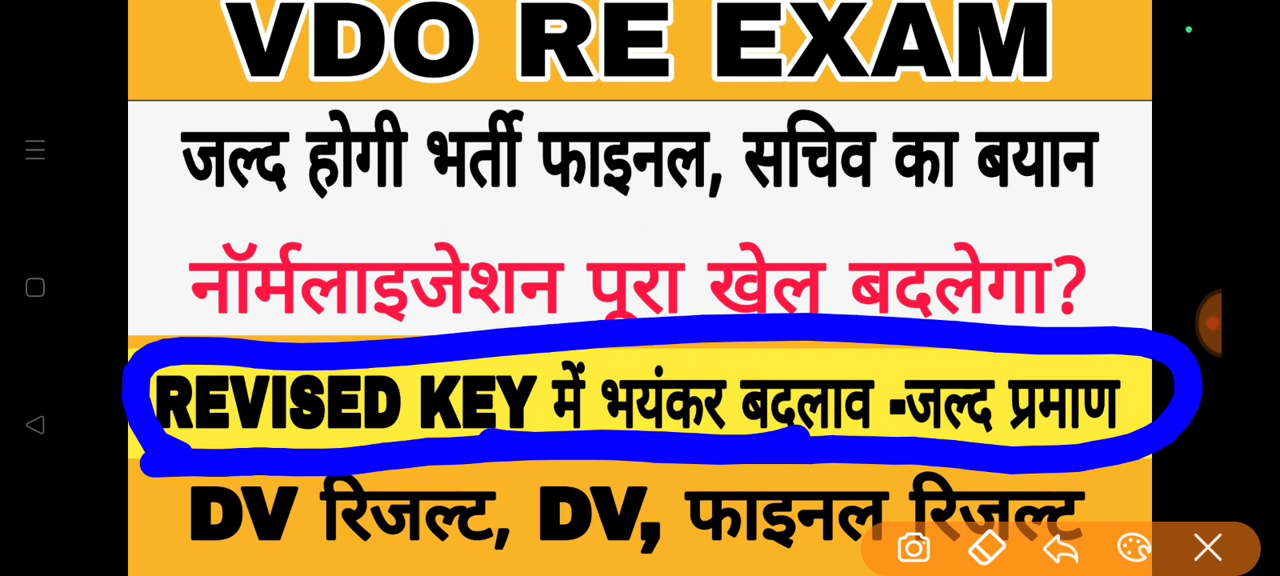 VDO RE EXAM
जल्द होगी भर्ती फाइनल, सचिव का बयान
नॉर्मलाइजेशन पूरा खेल बदलेगा?
REVISED KEY में भयंकर बदलाव -जल्द प्रमाण
DV रिजल्ट, DV, फाइनल रिजल्ट